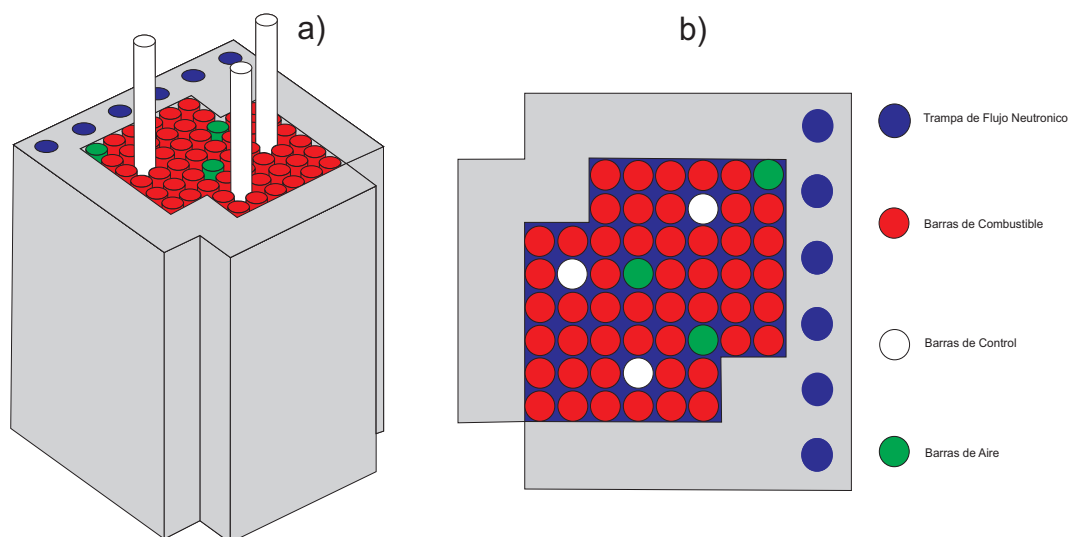 a)
b)
Trampa de Flujo Neutronico
Barras de Combustible
Barras de Control
Barras de Aire